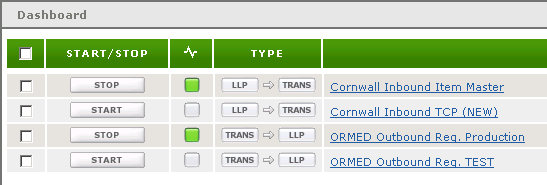 Dashboard
START/STOP TYPE
STOP LLP TRANS Cornwall Inbound Item Master
START LLP TRANS Cornwall Inbound TCP (NEW)
STOP TRANS LLP ORMED Outbound Req. Production
START TRANS LLP ORMED Outbound Req. TEST